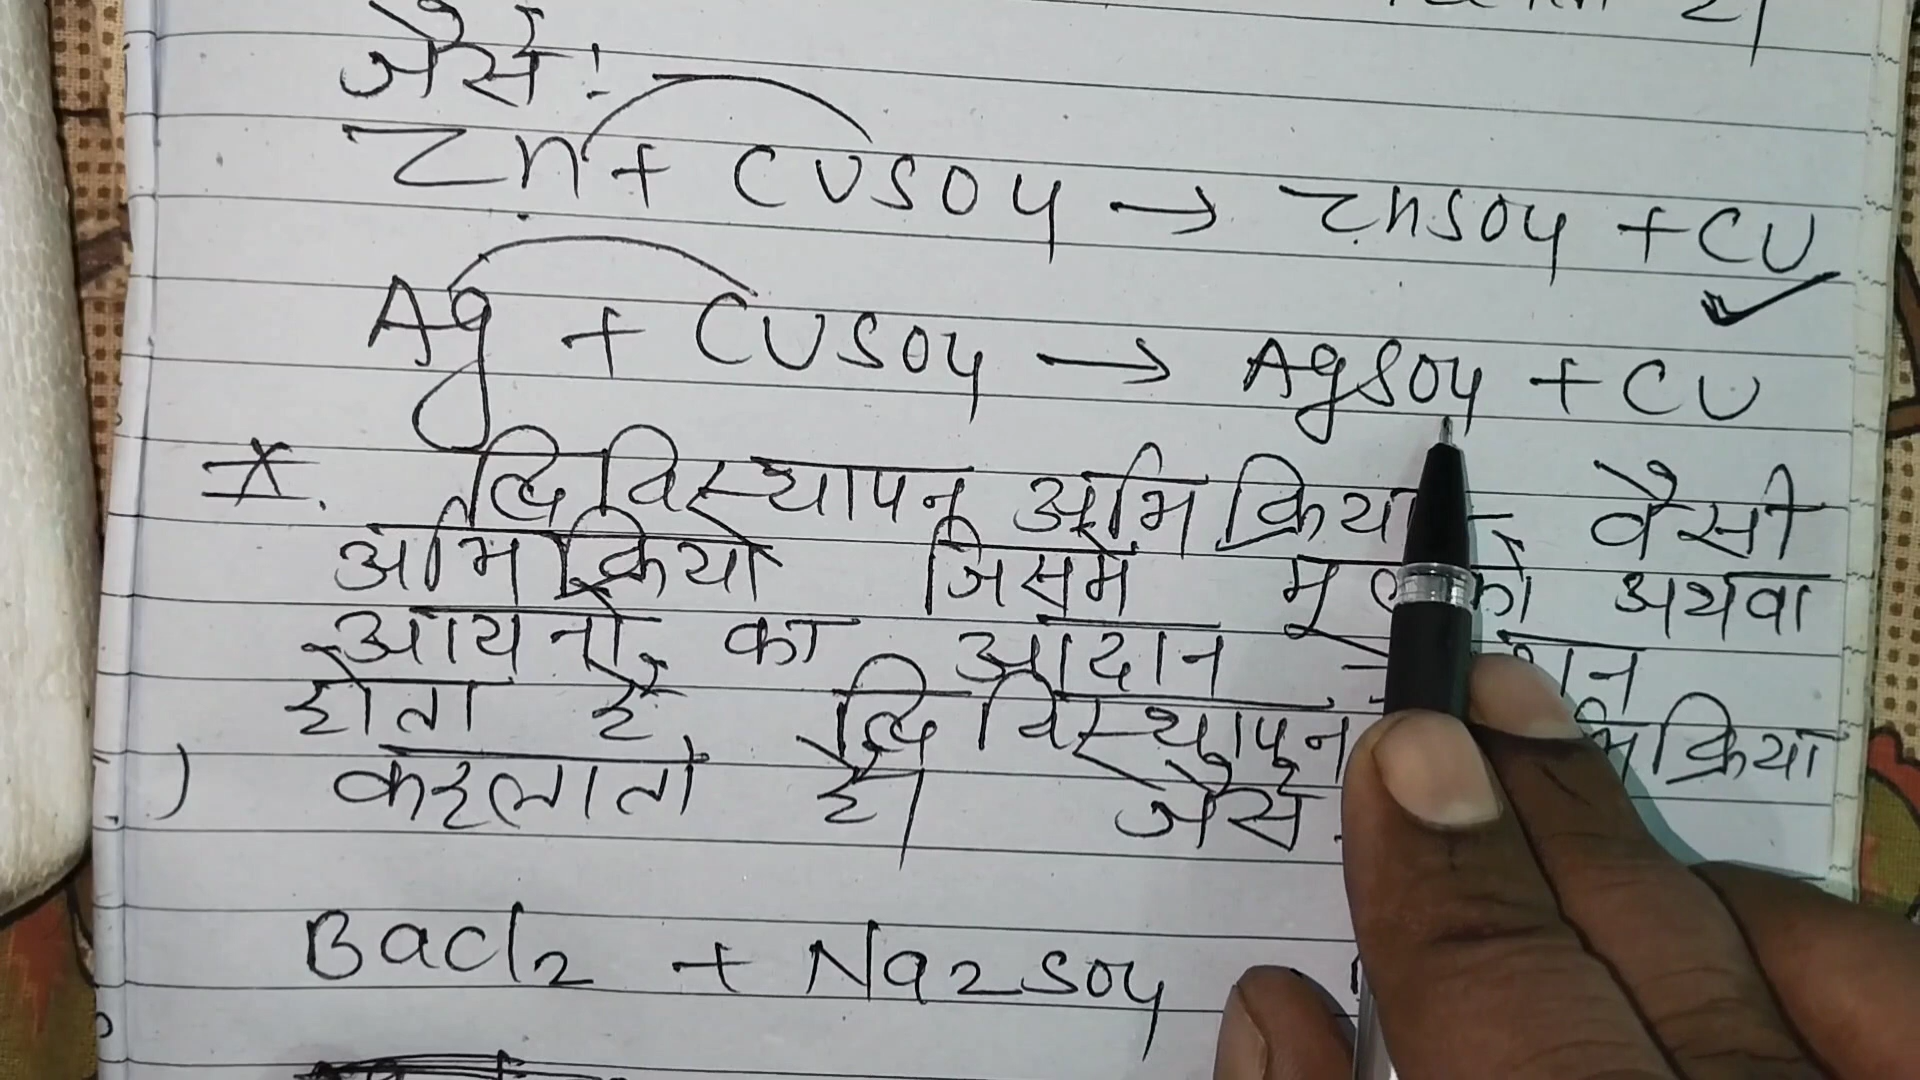 जैसे:
Zn + CUSO4 → ZnSO4 + CU
Ag + CUSO4 → AgSO4 + CU
द्विविस्थापन अभिक्रिया - वैसी
अभिक्रिया जिसमे अथवा
आयनो का आदान
होता है द्विविस्थापन
कहलाती है। जैसे
BaCl2 + Na2SO4